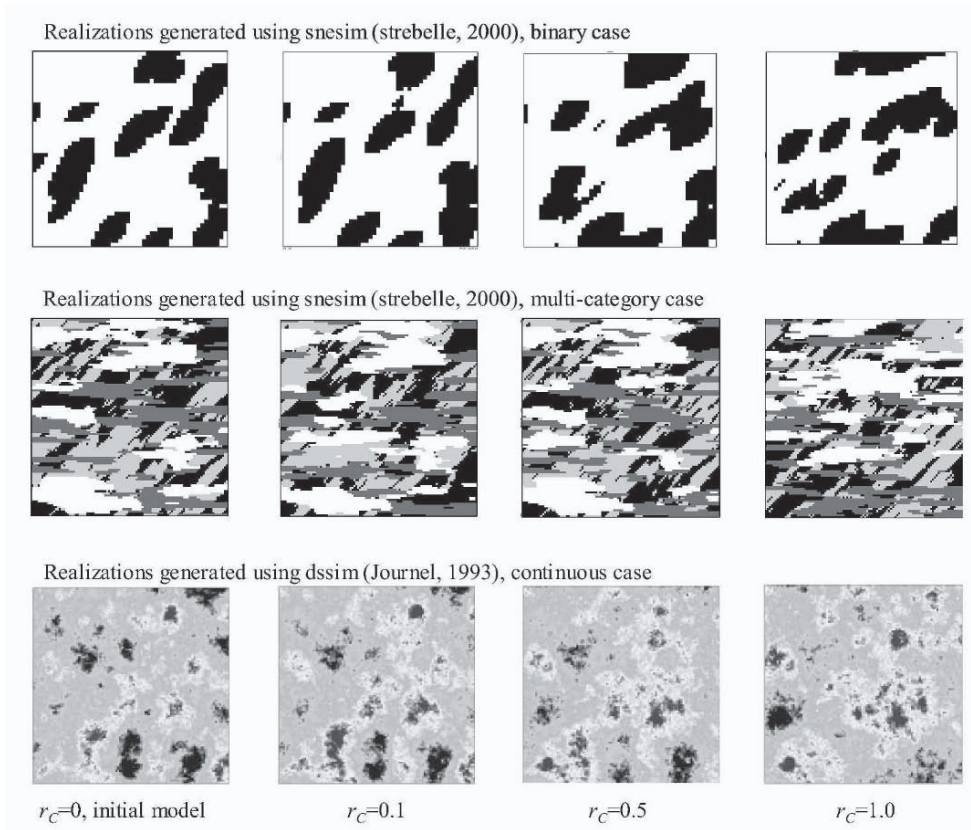 Realizations generated using snesim (strebelle, 2000), binary case
Realizations generated using snesim (strebelle, 2000), multi-category case
Realizations generated using dssim (Journel, 1993), continuous case
r_C=0, initial model r_C=0.1 r_C=0.5 r_C=1.0